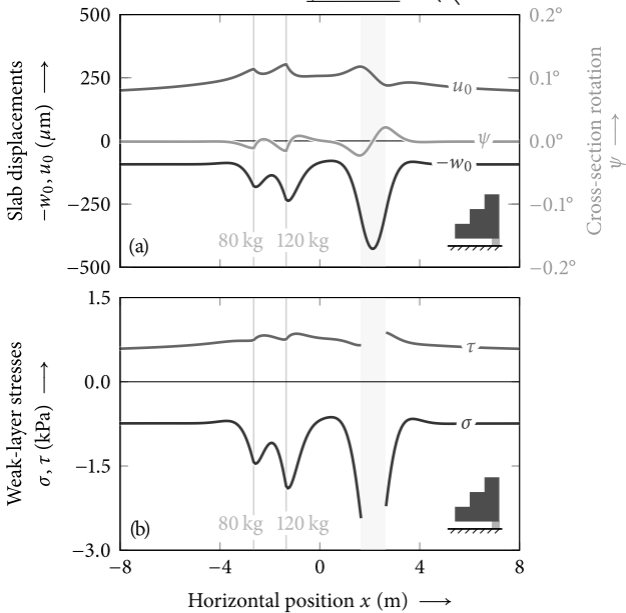 500
250
0
−250
−500
Slab displacements
−w₀, u₀ (μm) ⟶
0.2°
0.1°
0.0°
−0.1°
−0.2°
Cross-section rotation
ψ ⟶
u₀
ψ
−w₀
80 kg
120 kg
(a)
1.5
0.0
−1.5
−3.0
Weak-layer stresses
σ, τ (kPa) ⟶
τ
σ
80 kg
120 kg
(b)
−8
−4
0
4
8
Horizontal position x (m) ⟶